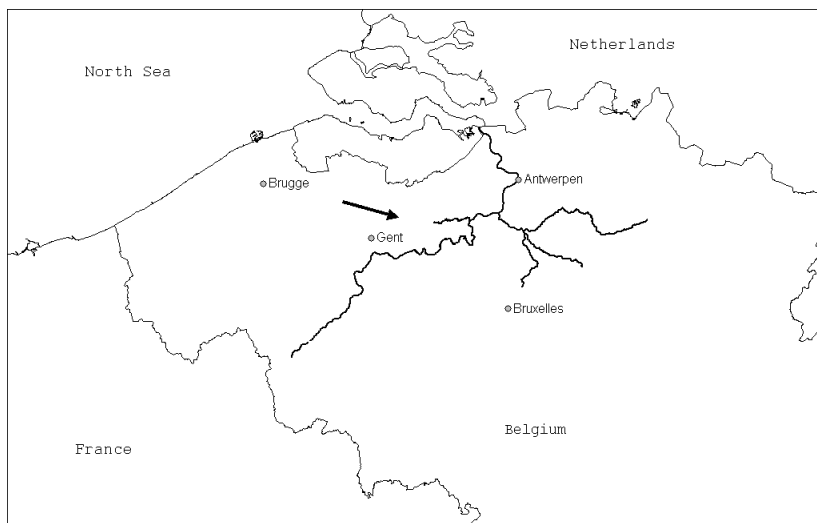 Netherlands
North Sea
Antwerpen
Brugge
Gent
Bruxelles
Belgium
France